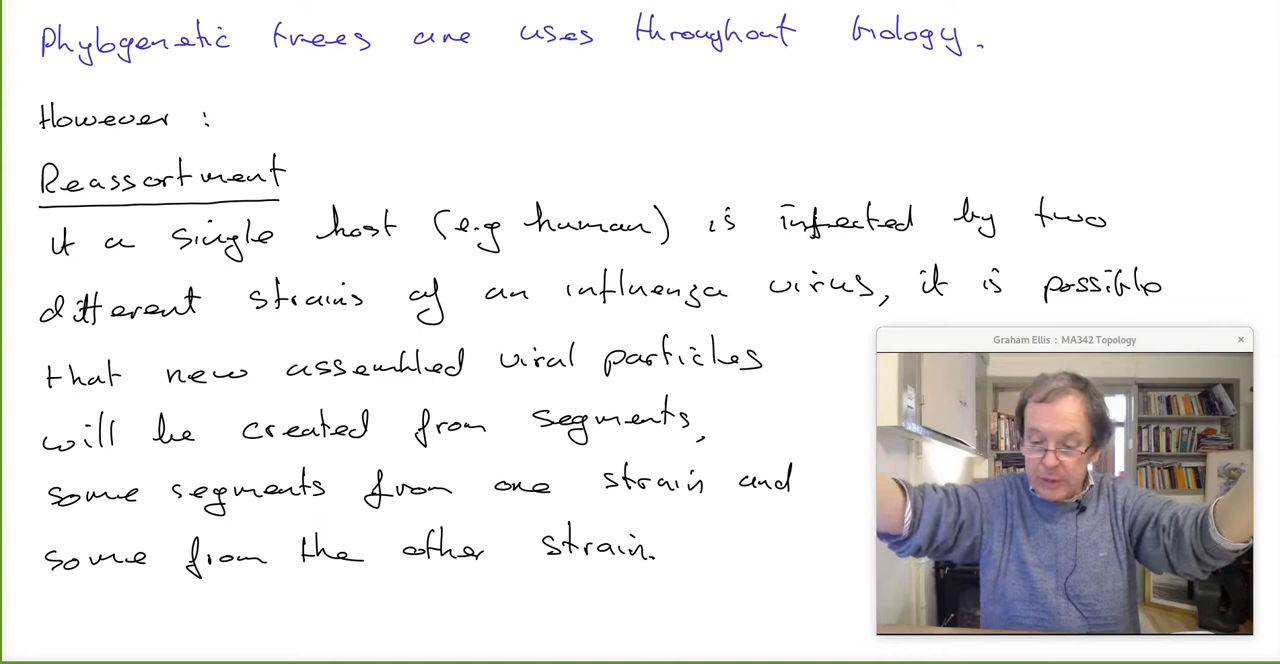 Phylogenetic trees are uses throughout biology.
However :
Reassortment
if a single host (e.g human) is infected by two
different strains of an influenza virus, it is possible
that new assembled viral particles
will be created from segments,
some segments from one strain and
some from the other strain.
Graham Ellis : MA342 Topology